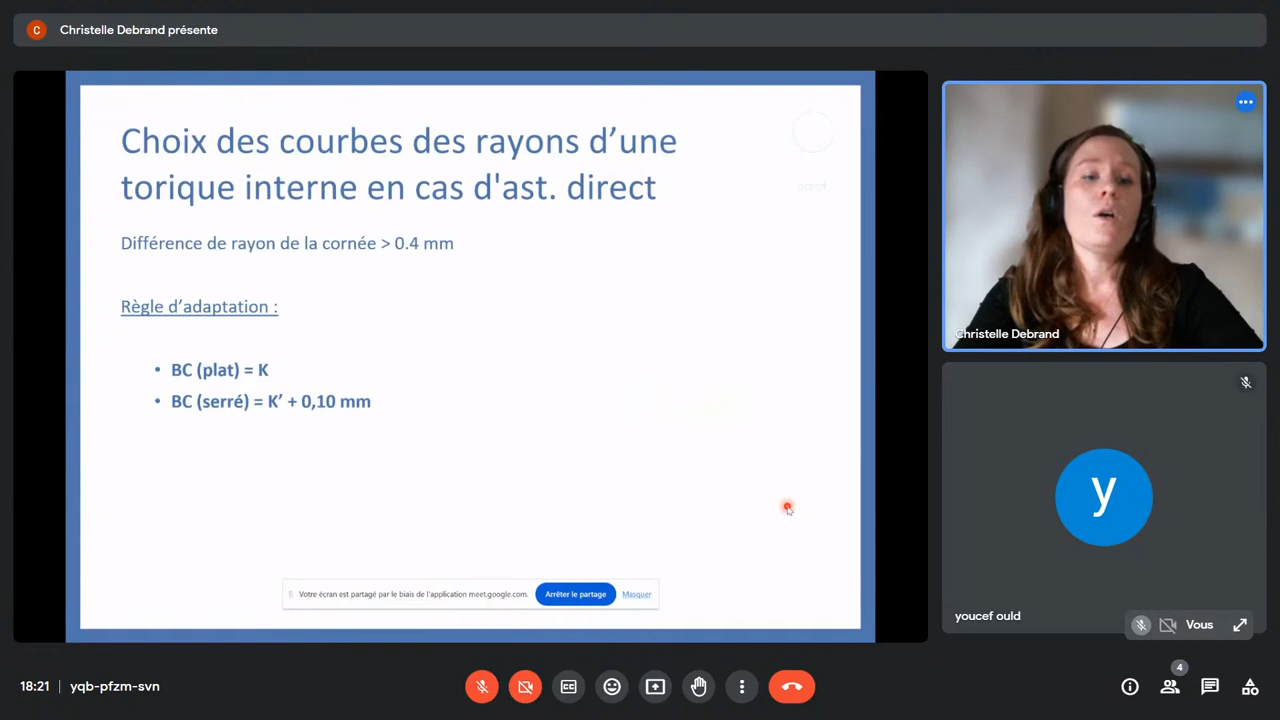 C
Christelle Debrand présente
Choix des courbes des rayons d’une
torique interne en cas d'ast. direct
Différence de rayon de la cornée > 0.4 mm
Règle d’adaptation :
• BC (plat) = K
• BC (serré) = K’ + 0,10 mm
Votre écran est partagé par le biais de l'application meet.google.com.
Arrêter le partage
Masquer
Christelle Debrand
y
youcef ould
Vous
18:21 | yqb-pfzm-svn
CC
4